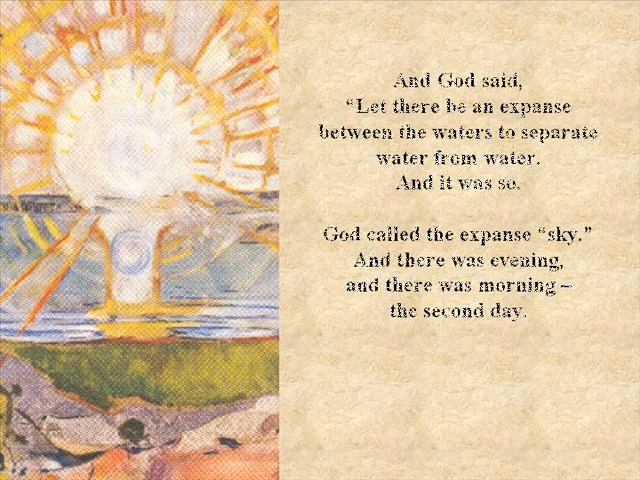 And God said,
“Let there be an expanse
between the waters to separate
water from water.
And it was so.
God called the expanse “sky.”
And there was evening,
and there was morning –
the second day.